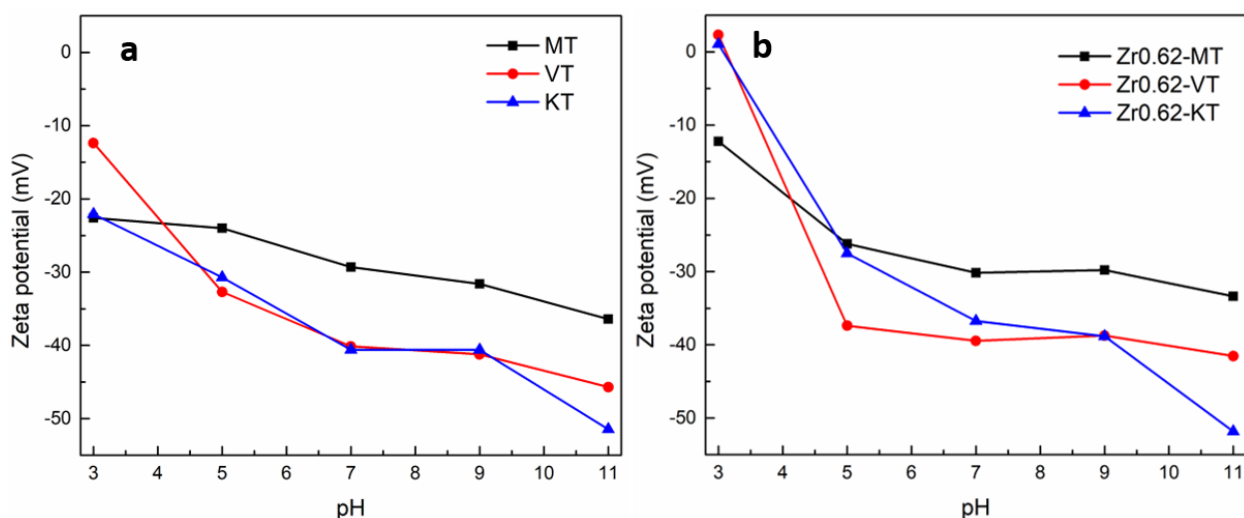 a
MT
VT
KT
Zeta potential (mV)
0
-10
-20
-30
-40
-50
3 4 5 6 7 8 9 10 11
pH
b
Zr0.62-MT
Zr0.62-VT
Zr0.62-KT
Zeta potential (mV)
0
-10
-20
-30
-40
-50
3 4 5 6 7 8 9 10 11
pH